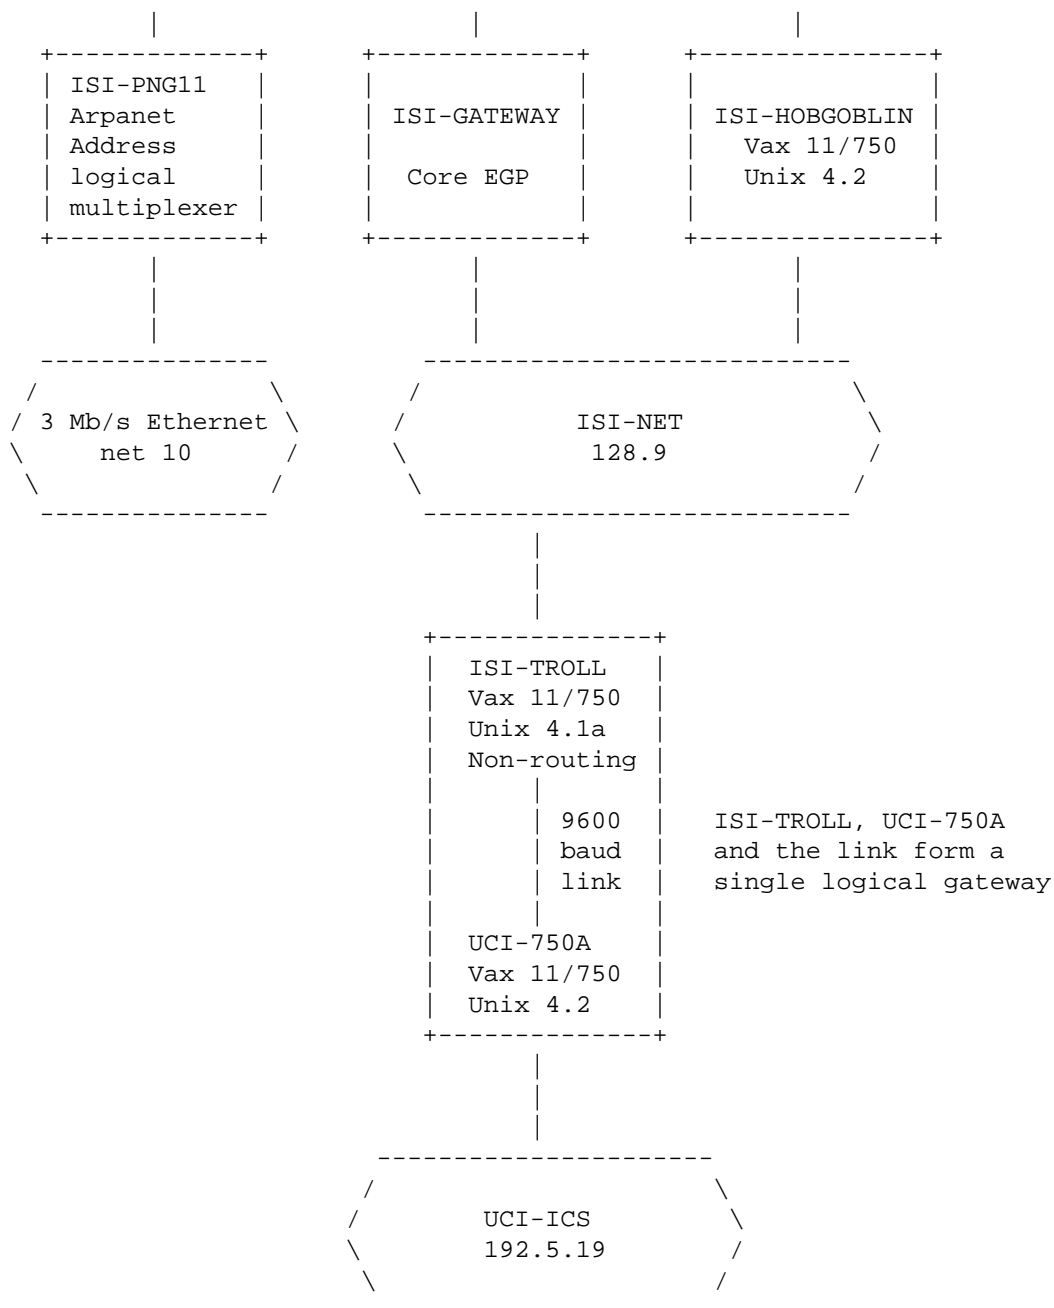 ISI-PNG11
Arpanet
Address
logical
multiplexer
ISI-GATEWAY
Core EGP
ISI-HOBGOBLIN
Vax 11/750
Unix 4.2
3 Mb/s Ethernet
net 10
ISI-NET
128.9
ISI-TROLL
Vax 11/750
Unix 4.1a
Non-routing
9600
baud
link
ISI-TROLL, UCI-750A
and the link form a
single logical gateway
UCI-750A
Vax 11/750
Unix 4.2
UCI-ICS
192.5.19